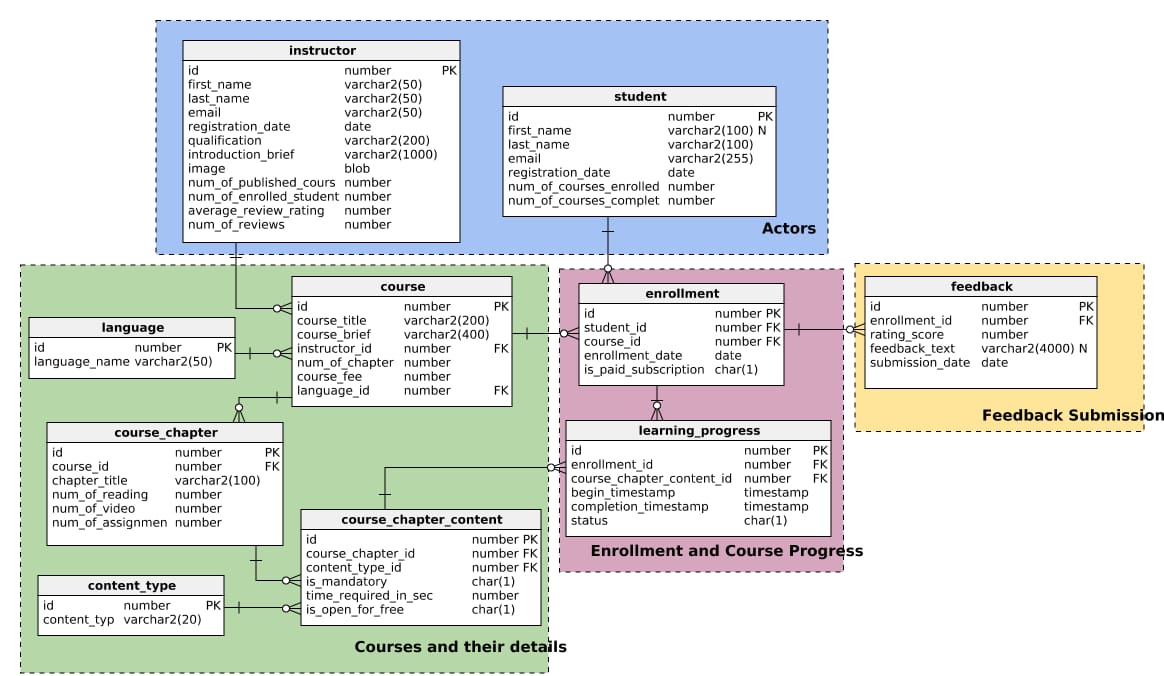 instructor
id number PK
first_name varchar2(50)
last_name varchar2(50)
email varchar2(50)
registration_date date
qualification varchar2(200)
introduction_brief varchar2(1000)
image blob
num_of_published_cours number
num_of_enrolled_student number
average_review_rating number
num_of_reviews number
student
id number PK
first_name varchar2(100) N
last_name varchar2(100)
email varchar2(255)
registration_date date
num_of_courses_enrolled number
num_of_courses_complet number
Actors
course
id number PK
course_title varchar2(200)
course_brief varchar2(400)
instructor_id number FK
num_of_chapter number
course_fee number
language_id number FK
language
id number PK
language_name varchar2(50)
course_chapter
id number PK
course_id number FK
chapter_title varchar2(100)
num_of_reading number
num_of_video number
num_of_assignmen number
course_chapter_content
id number PK
course_chapter_id number FK
content_type_id number FK
is_mandatory char(1)
time_required_in_sec number
is_open_for_free char(1)
content_type
id number PK
content_typ varchar2(20)
Courses and their details
enrollment
id number PK
student_id number FK
course_id number FK
enrollment_date date
is_paid_subscription char(1)
learning_progress
id number PK
enrollment_id number FK
course_chapter_content_id number FK
begin_timestamp timestamp
completion_timestamp timestamp
status char(1)
Enrollment and Course Progress
feedback
id number PK
enrollment_id number FK
rating_score number
feedback_text varchar2(4000) N
submission_date date
Feedback Submission